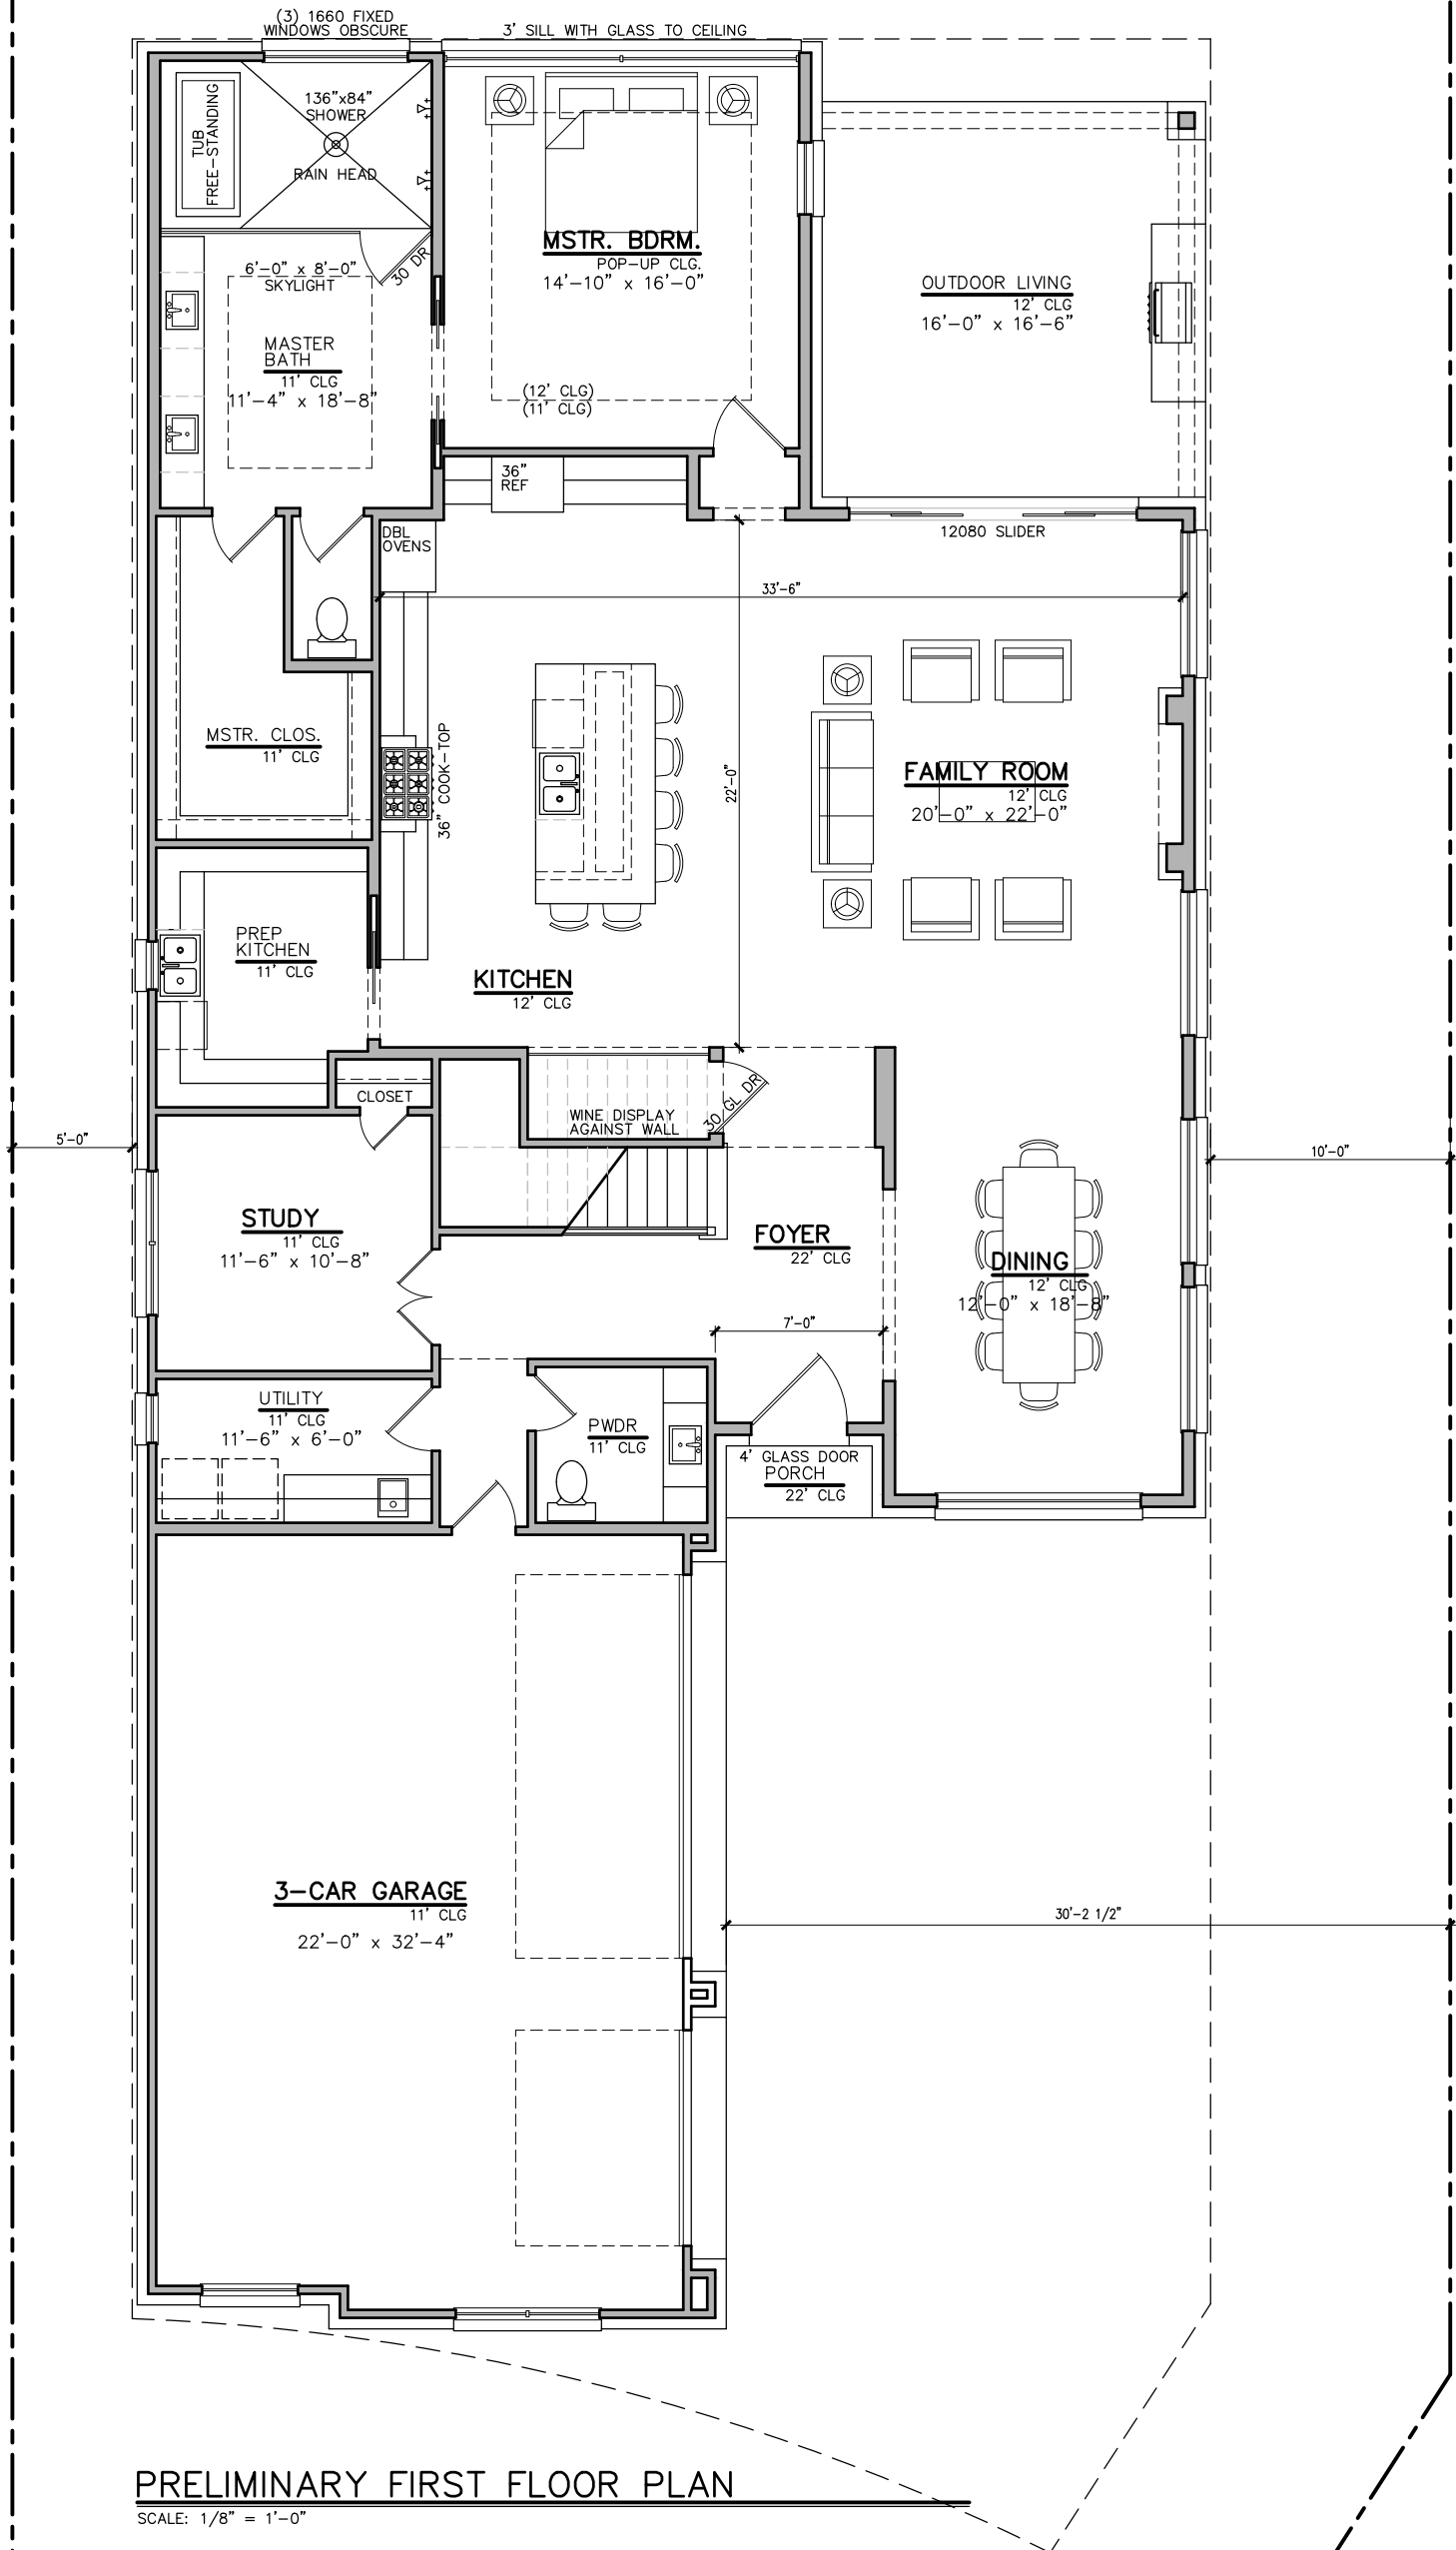 (3) 1660 FIXED
WINDOWS OBSCURE
3' SILL WITH GLASS TO CEILING
TUB
FREE-STANDING
136"x84"
SHOWER
RAIN HEAD
30 DR
6'-0" x 8'-0"
SKYLIGHT
MASTER
BATH
11' CLG
11'-4" x 18'-8"
MSTR. BDRM.
POP-UP CLG.
14'-10" x 16'-0"
(12' CLG)
(11' CLG)
OUTDOOR LIVING
12' CLG
16'-0" x 16'-6"
36"
REF
DBL
OVENS
12080 SLIDER
33'-6"
22'-0"
MSTR. CLOS.
11' CLG
36" COOK-TOP
FAMILY ROOM
12' CLG
20'-0" x 22'-0"
PREP
KITCHEN
11' CLG
KITCHEN
12' CLG
CLOSET
WINE DISPLAY
AGAINST WALL
30 GL DR
5'-0"
10'-0"
STUDY
11' CLG
11'-6" x 10'-8"
FOYER
22' CLG
DINING
12' CLG
12'-0" x 18'-8"
7'-0"
UTILITY
11' CLG
11'-6" x 6'-0"
PWDR
11' CLG
4' GLASS DOOR
PORCH
22' CLG
3-CAR GARAGE
11' CLG
22'-0" x 32'-4"
30'-2 1/2"
PRELIMINARY FIRST FLOOR PLAN
SCALE: 1/8" = 1'-0"